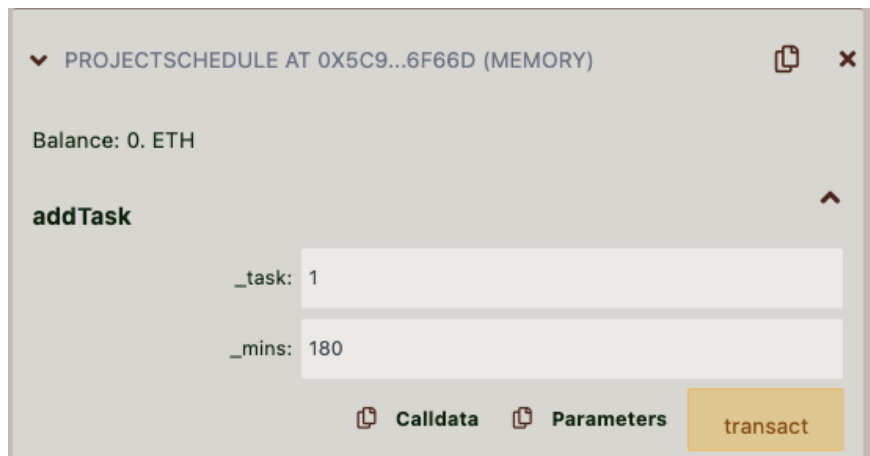 PROJECTSCHEDULE AT 0X5C9...6F66D (MEMORY)
Balance: 0. ETH
addTask
_task: 1
_mins: 180
Calldata Parameters transact